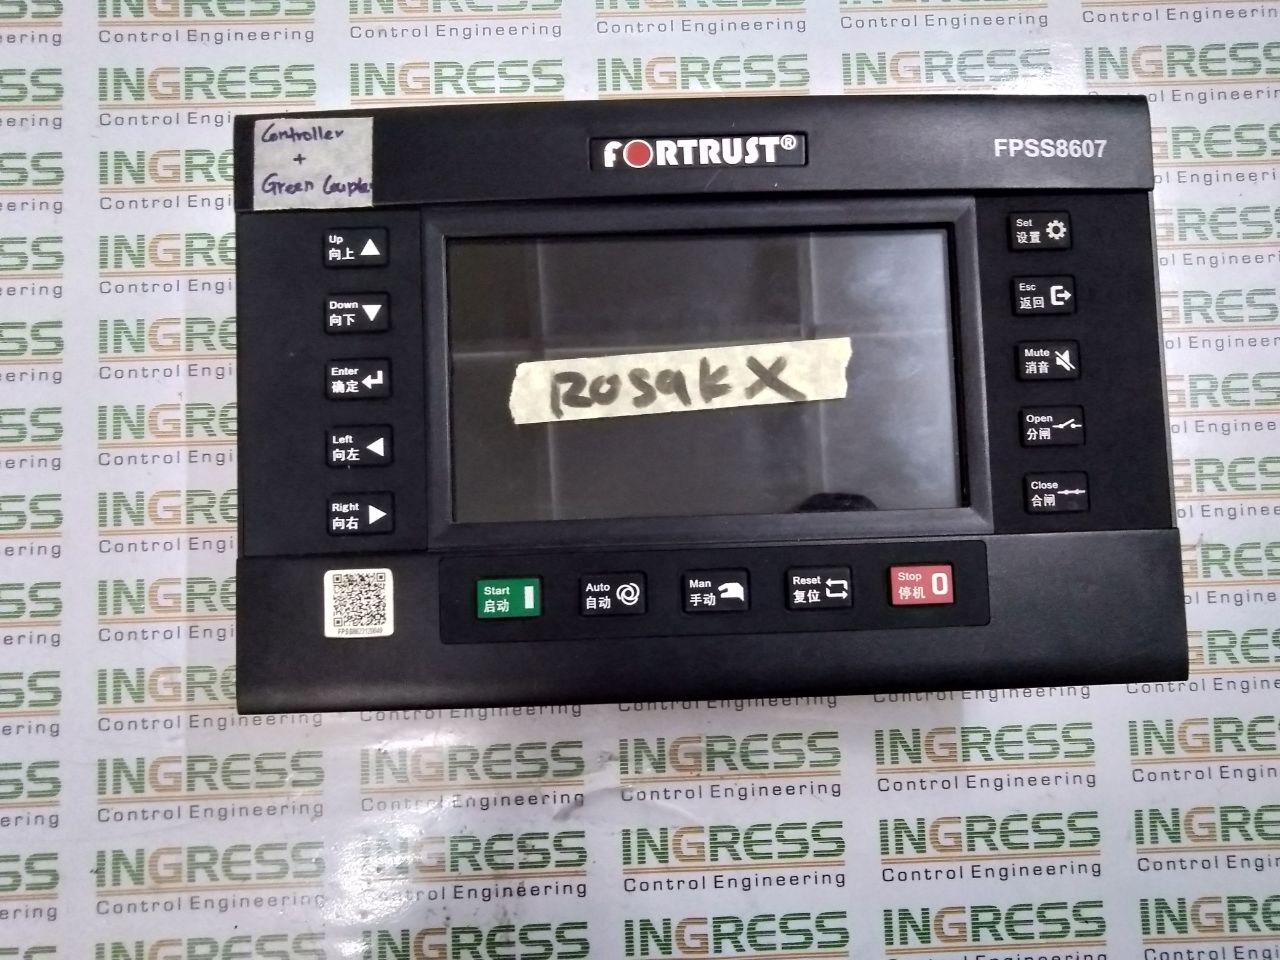 INGRESS
Control Engineering
Controller
+
Green Couple
FORTRUST®
FPSS8607
Up
向上
Down
向下
Enter
确定
Left
向左
Right
向右
Set
设置
Esc
返回
Mute
消音
Open
分闸
Close
合闸
Start
启动
Auto
自动
Man
手动
Reset
复位
Stop
停机